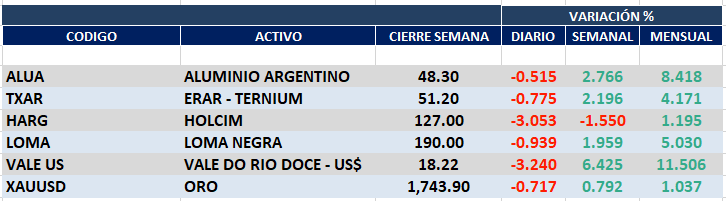 VARIACIÓN %
CODIGO ACTIVO CIERRE SEMANA DIARIO SEMANAL MENSUAL
ALUA ALUMINIO ARGENTINO 48.30 -0.515 2.766 8.418
TXAR ERAR - TERNIUM 51.20 -0.775 2.196 4.171
HARG HOLCIM 127.00 -3.053 -1.550 1.195
LOMA LOMA NEGRA 190.00 -0.939 1.959 5.030
VALE US VALE DO RIO DOCE - US$ 18.22 -3.240 6.425 11.506
XAUUSD ORO 1,743.90 -0.717 0.792 1.037